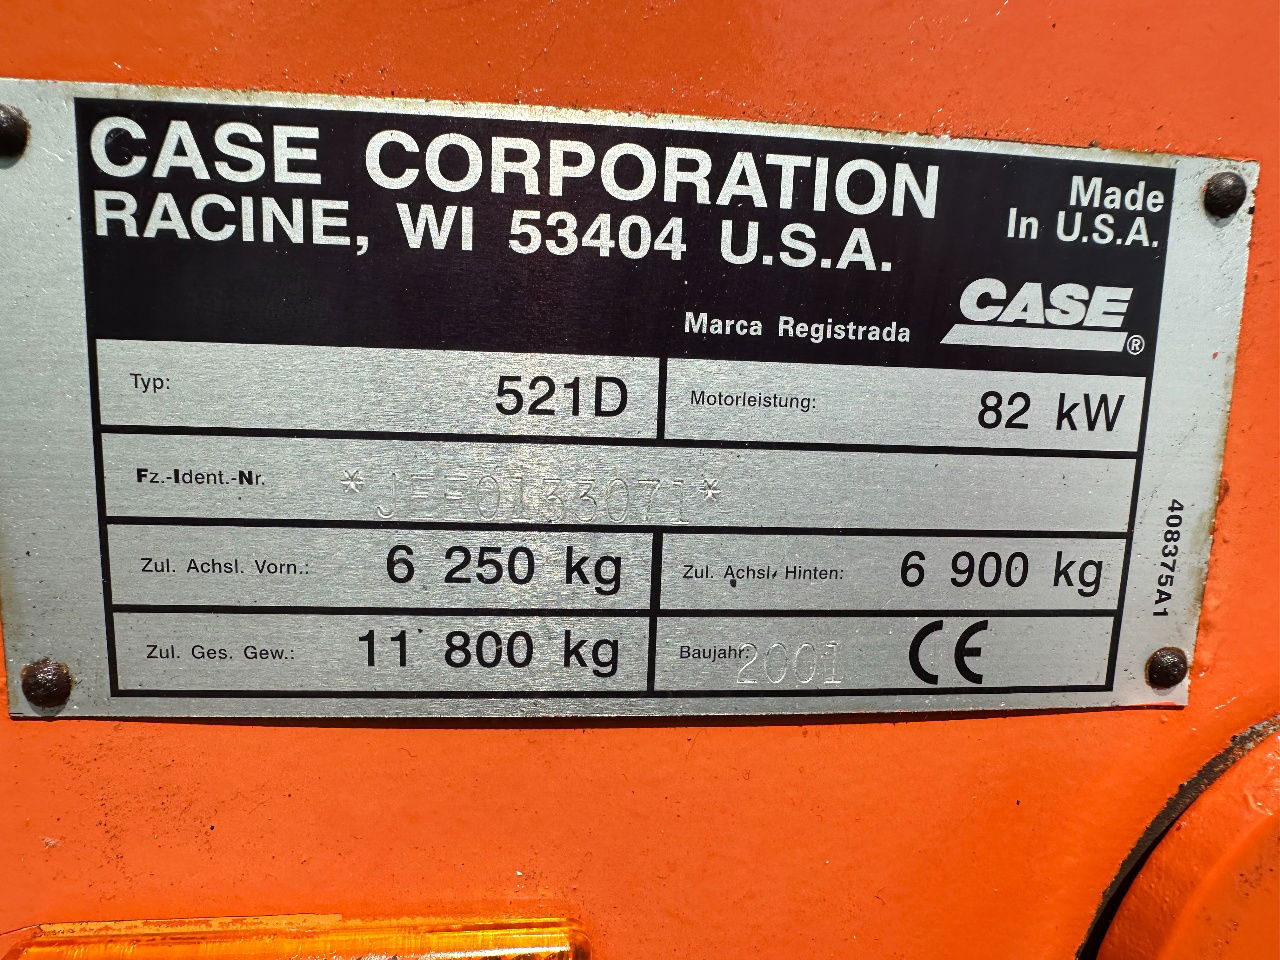 CASE CORPORATION
RACINE, WI 53404 U.S.A.
Made
In U.S.A.
Marca Registrada
CASE®
Typ: 521D
Motorleistung: 82 kW
Fz.-Ident.-Nr. *JEE0133071*
Zul. Achsl. Vorn.: 6 250 kg
Zul. Achsl. Hinten: 6 900 kg
Zul. Ges. Gew.: 11 800 kg
Baujahr: 2001
CE
408375A1